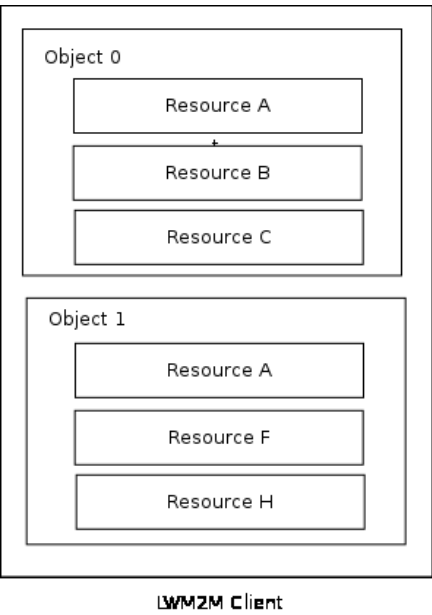 Object 0
Resource A
Resource B
Resource C
Object 1
Resource A
Resource F
Resource H
LWM2M Client